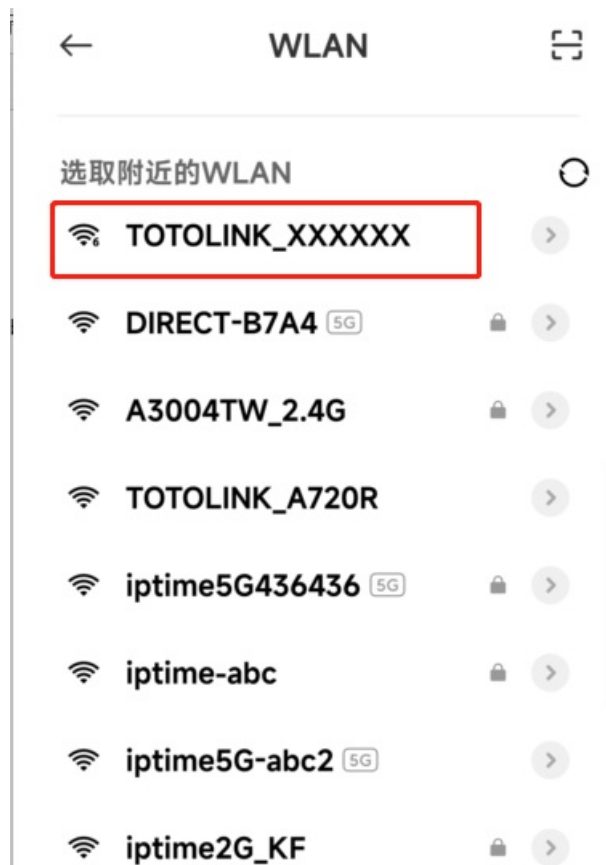 WLAN
选取附近的WLAN
6 TOTOLINK_XXXXXX
DIRECT-B7A4 5G
A3004TW_2.4G
TOTOLINK_A720R
iptime5G436436 5G
iptime-abc
iptime5G-abc2 5G
iptime2G_KF